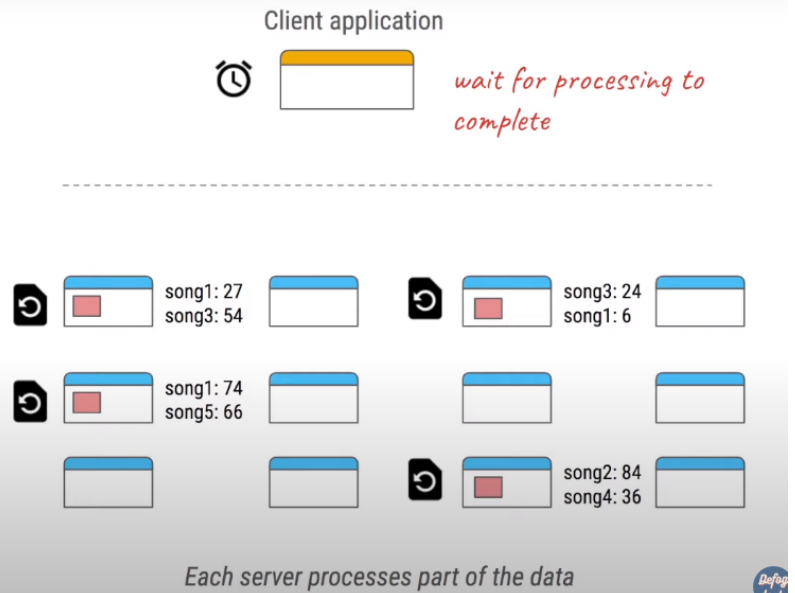 Client application
wait for processing to
complete
song1: 27
song3: 54
song3: 24
song1: 6
song1: 74
song5: 66
song2: 84
song4: 36
Each server processes part of the data
Defog